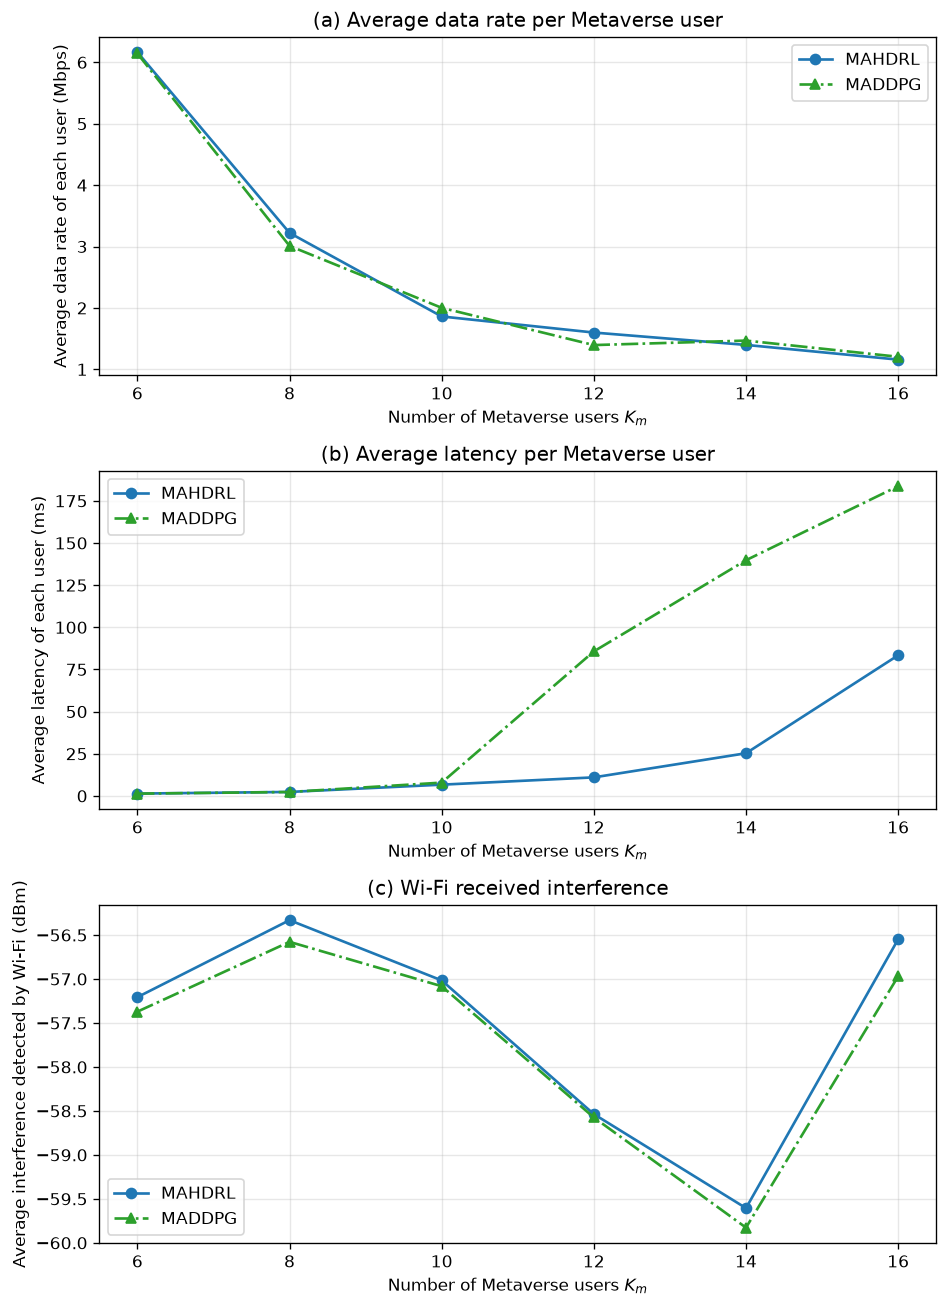 (a) Average data rate per Metaverse user
Average data rate of each user (Mbps)
6
5
4
3
2
1
MAHDRL
MADDPG
6 8 10 12 14 16
Number of Metaverse users Kₘ
(b) Average latency per Metaverse user
Average latency of each user (ms)
175
150
125
100
75
50
25
0
MAHDRL
MADDPG
6 8 10 12 14 16
Number of Metaverse users Kₘ
(c) Wi-Fi received interference
Average interference detected by Wi-Fi (dBm)
−56.5
−57.0
−57.5
−58.0
−58.5
−59.0
−59.5
−60.0
MAHDRL
MADDPG
6 8 10 12 14 16
Number of Metaverse users Kₘ